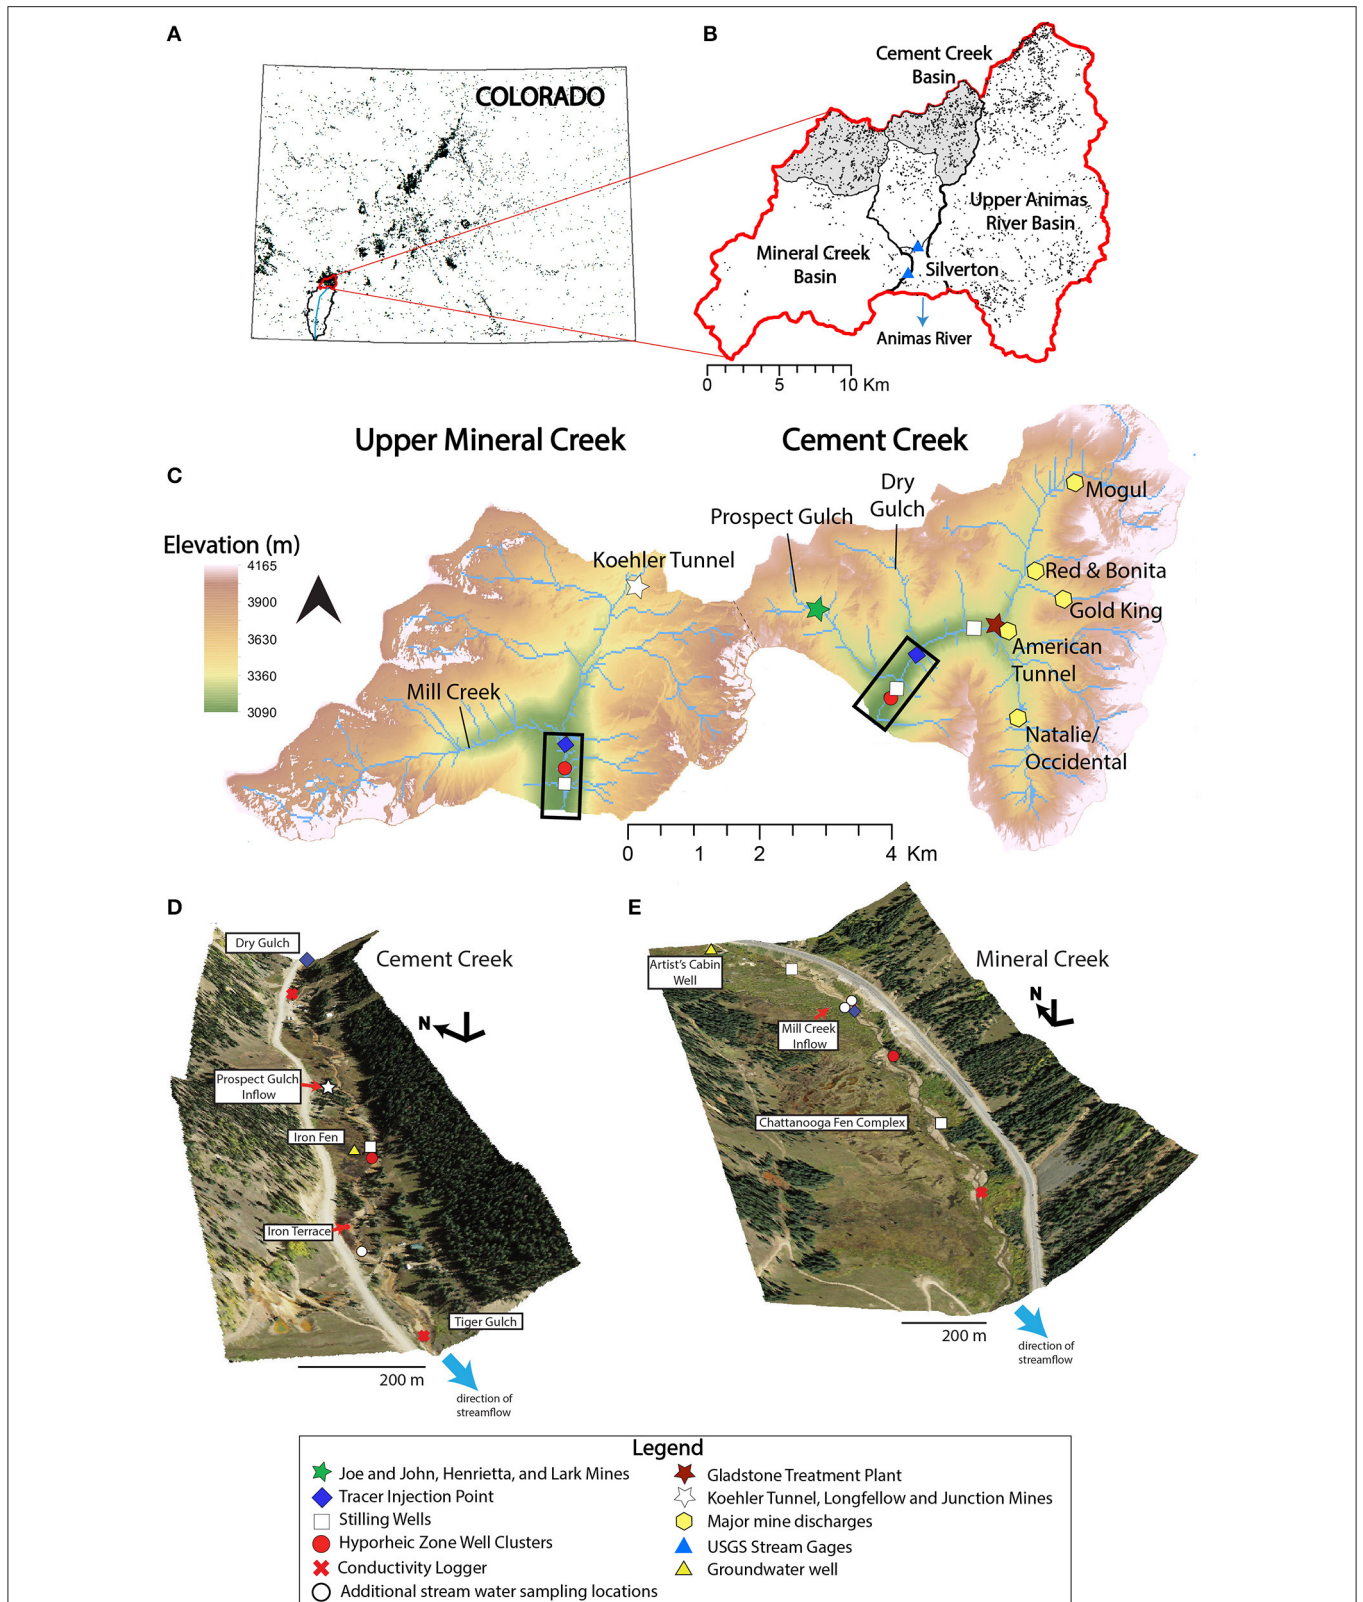 A
COLORADO
B
Cement Creek
Basin
Upper Animas
River Basin
Mineral Creek
Basin
Silverton
Animas River
0 5 10 Km
Upper Mineral Creek
Cement Creek
C
Elevation (m)
4165
3900
3630
3360
3090
Koehler Tunnel
Mill Creek
Prospect Gulch
Dry
Gulch
Mogul
Red & Bonita
Gold King
American
Tunnel
Natalie/
Occidental
0 1 2 4 Km
D
Dry Gulch
Cement Creek
N
Prospect Gulch
Inflow
Iron Fen
Iron Terrace
Tiger Gulch
200 m
direction of
streamflow
E
Artist's Cabin
Well
Mineral Creek
N
Mill Creek
Inflow
Chattanooga Fen Complex
200 m
direction of
streamflow
Legend
Joe and John, Henrietta, and Lark Mines
Tracer Injection Point
Stilling Wells
Hyporheic Zone Well Clusters
Conductivity Logger
Additional stream water sampling locations
Gladstone Treatment Plant
Koehler Tunnel, Longfellow and Junction Mines
Major mine discharges
USGS Stream Gages
Groundwater well